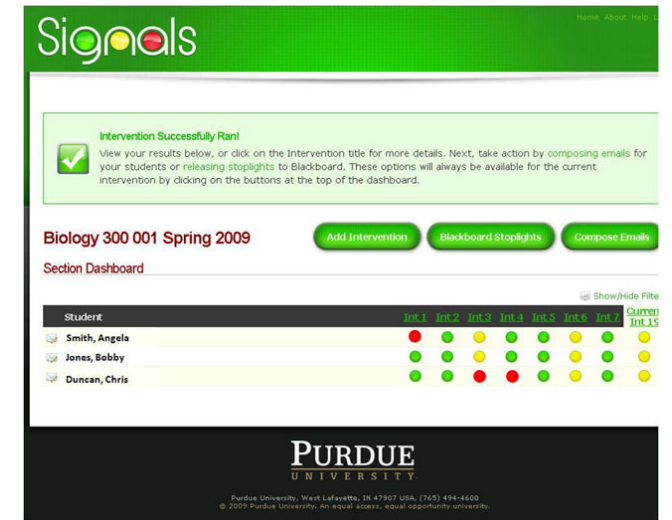 Home About Help L
Signals
Intervention Successfully Ran!
View your results below, or click on the Intervention title for more details. Next, take action by composing emails for
your students or releasing stoplights to Blackboard. These options will always be available for the current
intervention by clicking on the buttons at the top of the dashboard.
Biology 300 001 Spring 2009 Add Intervention Blackboard Stoplights Compose Emails
Section Dashboard
Show/Hide Filte
Student Int 1 Int 2 Int 3 Int 4 Int 5 Int 6 Int 7 Curren
Int 19
Smith, Angela
Jones, Bobby
Duncan, Chris
PURDUE
UNIVERSITY
Purdue University, West Lafayette, IN 47907 USA, (765) 494-4600
© 2009 Purdue University. An equal access, equal opportunity university.